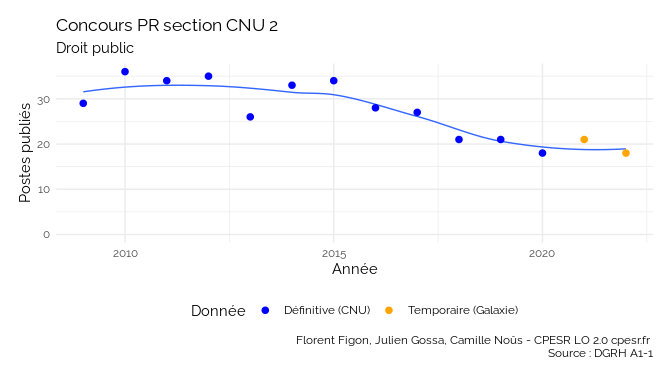 Concours PR section CNU 2
Droit public
Postes publiés
30
20
10
0
2010 2015 2020
Année
Donnée Définitive (CNU) Temporaire (Galaxie)
Florent Figon, Julien Gossa, Camille Noûs - CPESR LO 2.0 cpesr.fr
Source : DGRH A1-1